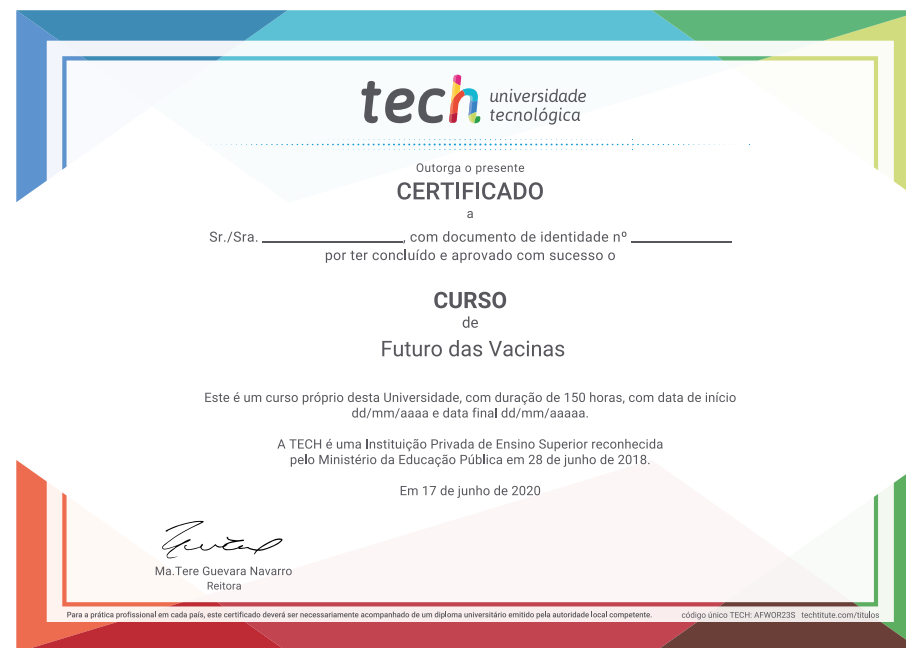 tech universidade
tecnológica
Outorga o presente
CERTIFICADO
a
Sr./Sra. ____________________, com documento de identidade nº ______________
por ter concluído e aprovado com sucesso o
CURSO
de
Futuro das Vacinas
Este é um curso próprio desta Universidade, com duração de 150 horas, com data de início
dd/mm/aaaa e data final dd/mm/aaaaa.
A TECH é uma Instituição Privada de Ensino Superior reconhecida
pelo Ministério da Educação Pública em 28 de junho de 2018.
Em 17 de junho de 2020
Ma.Tere Guevara Navarro
Reitora
Para a prática profissional em cada país, este certificado deverá ser necessariamente acompanhado de um diploma universitário emitido pela autoridade local competente. código único TECH: AFWOR23S techtitute.com/titulos